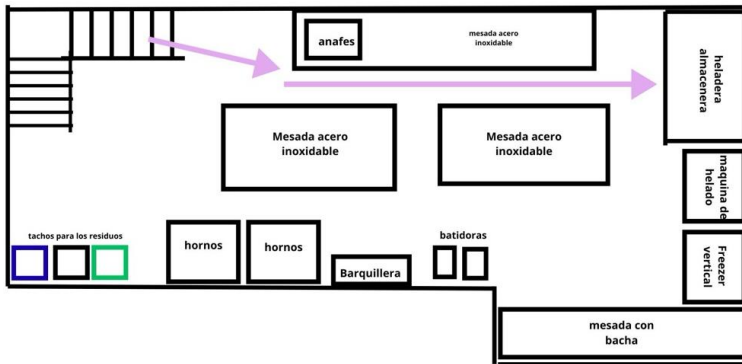 anafes
mesada acero
inoxidable
heladera
almacenera
Mesada acero
inoxidable
Mesada acero
inoxidable
maquina de
helado
tachos para los residuos
hornos
hornos
Barquillera
batidoras
Freezer
vertical
mesada con
bacha